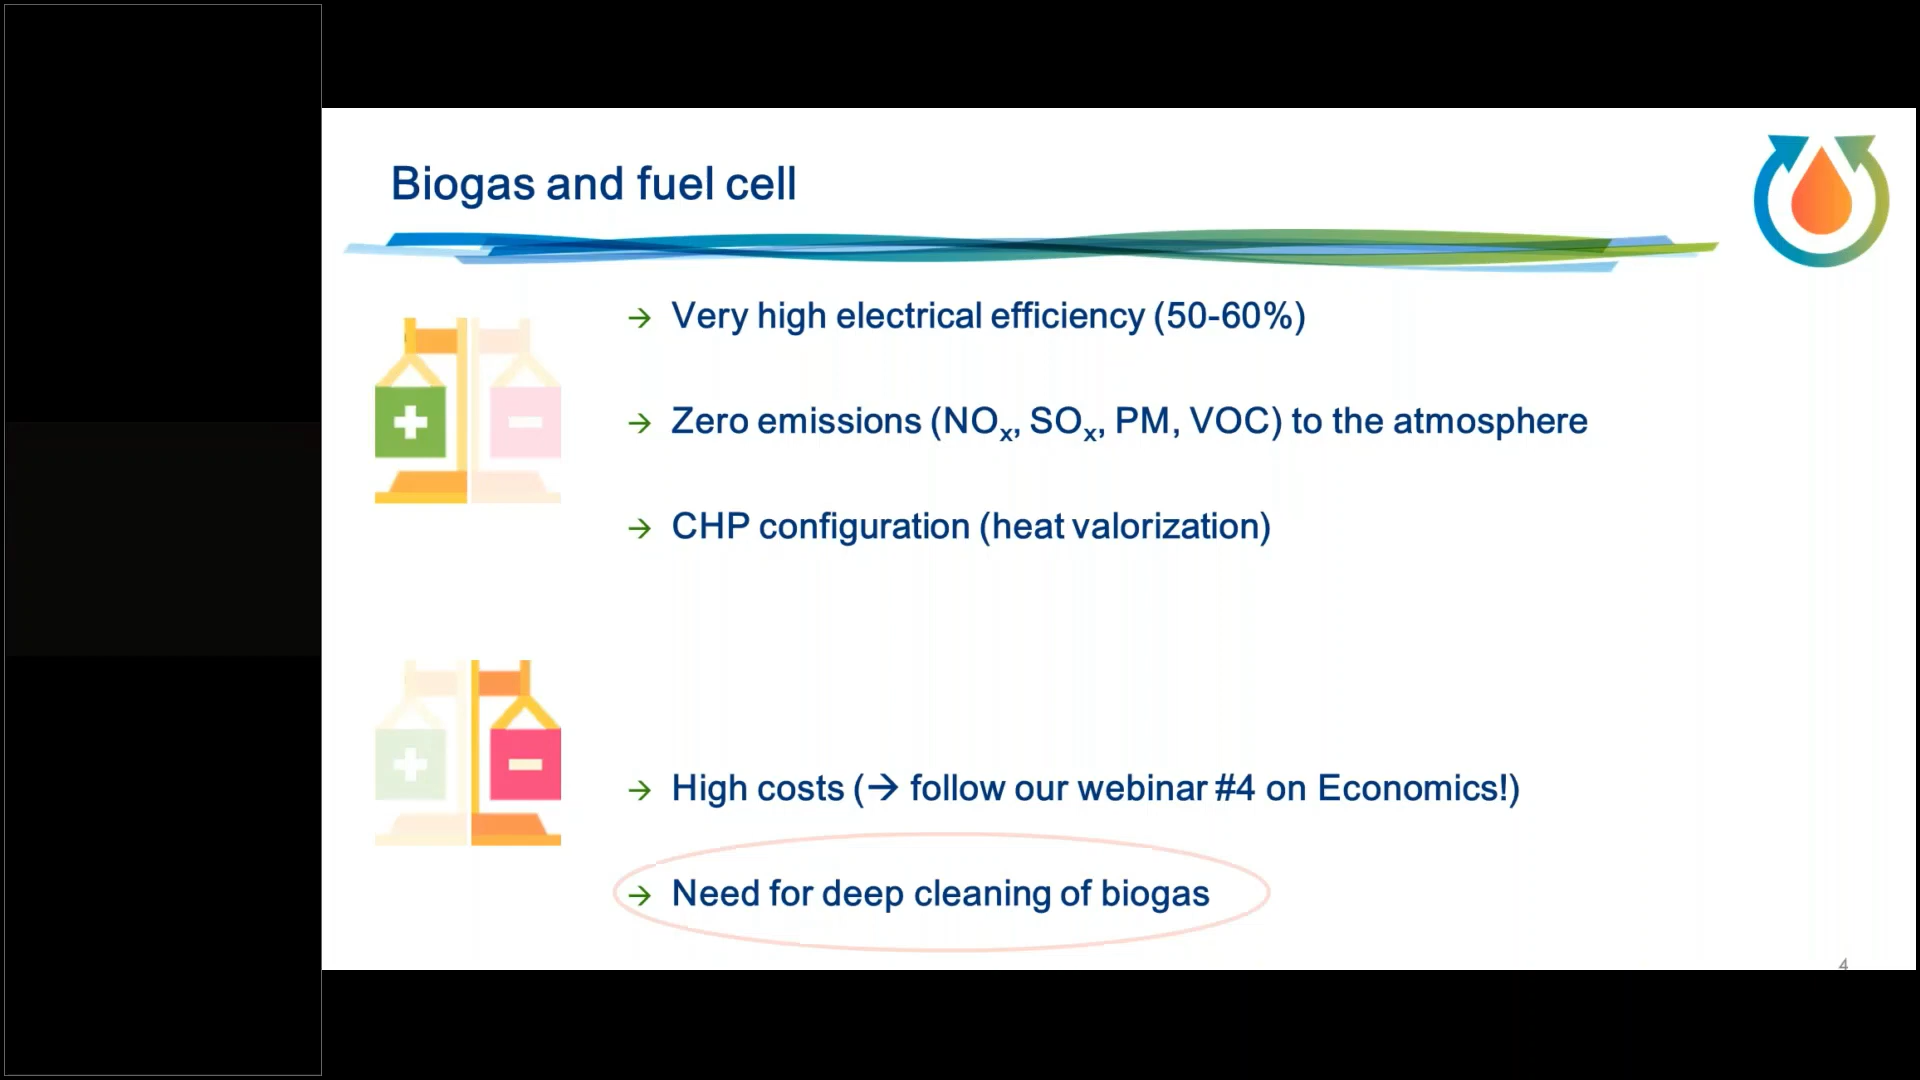 Biogas and fuel cell
→ Very high electrical efficiency (50-60%)
→ Zero emissions (NOₓ, SOₓ, PM, VOC) to the atmosphere
→ CHP configuration (heat valorization)
→ High costs (→ follow our webinar #4 on Economics!)
→ Need for deep cleaning of biogas
4